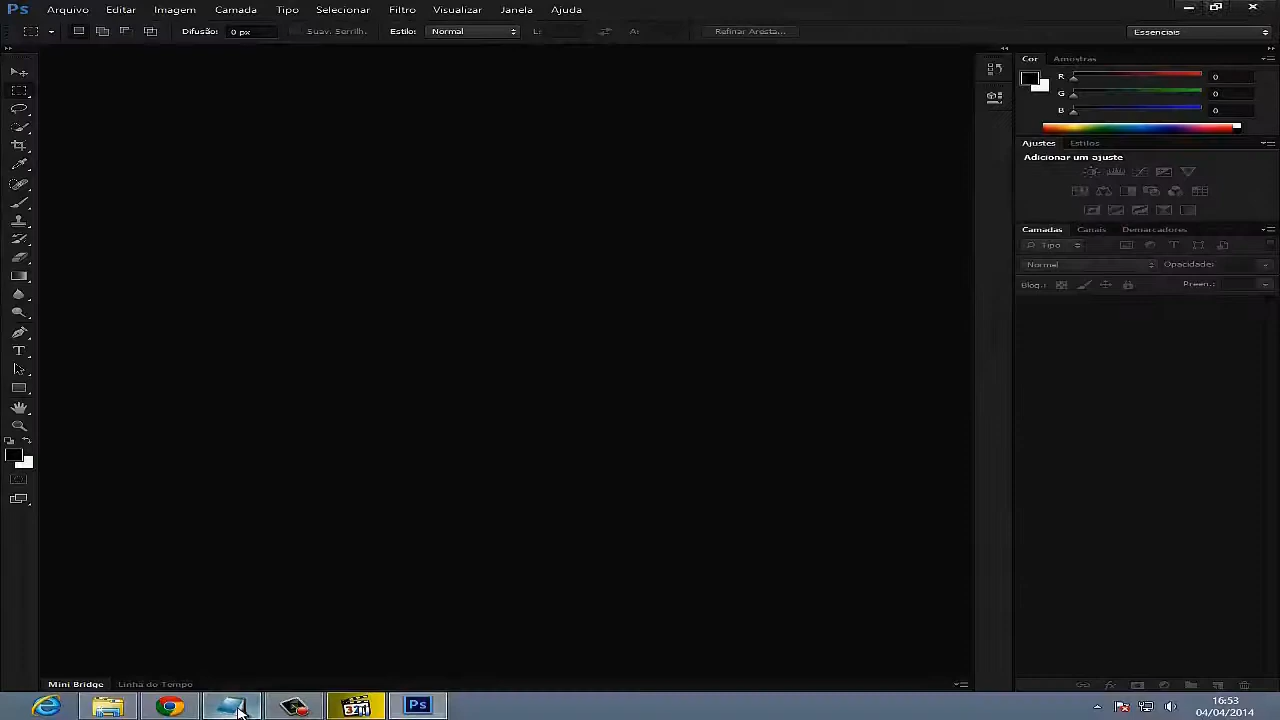 Ps Arquivo Editar Imagem Camada Tipo Selecionar Filtro Visualizar Janela Ajuda
Difusão: 0 px Suav. Serrilh. Estilo: Normal L: A: Refinar Aresta... Essenciais
Cor Amostras
R 0
G 0
B 0
Ajustes Estilos
Adicionar um ajuste
Camadas Canais Demarcadores
Tipo
Normal Opacidade:
Bloq.: Preen.:
Mini Bridge Linha do Tempo
Ps
16:53
04/04/2014